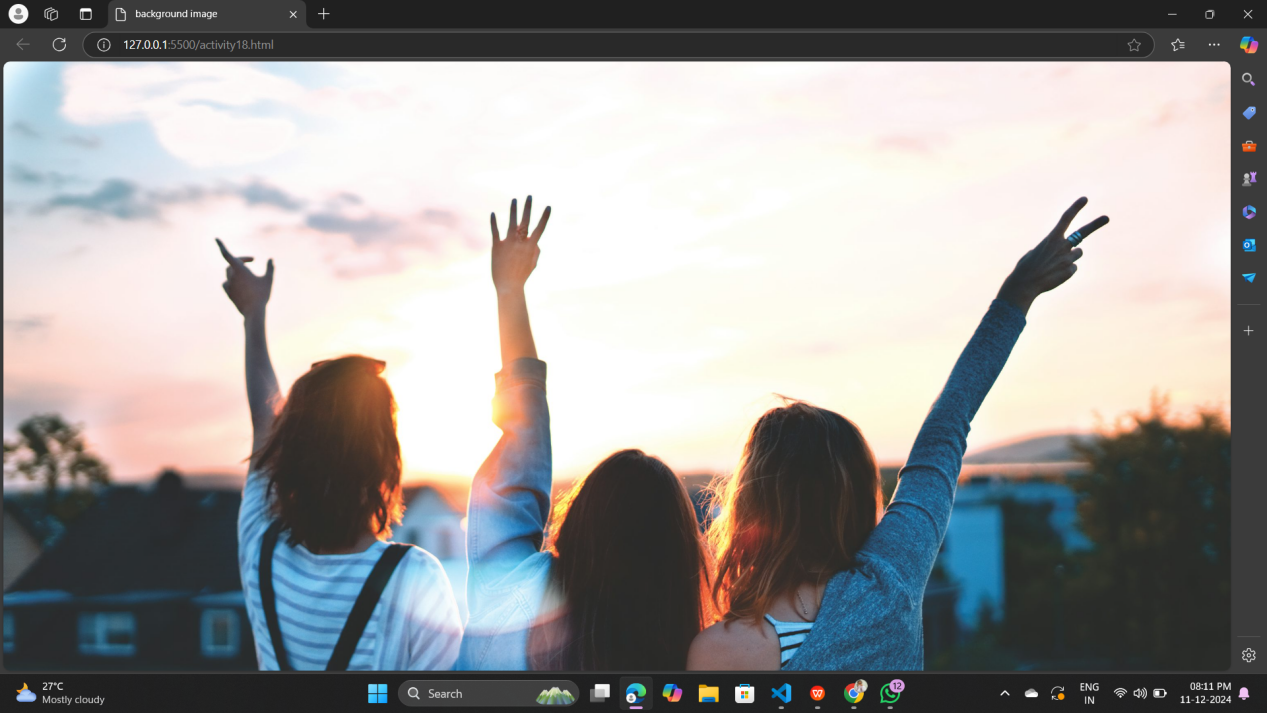 background image
127.0.0.1:5500/activity18.html
27°C
Mostly cloudy
Search
12
ENG
IN
08:11 PM
11-12-2024